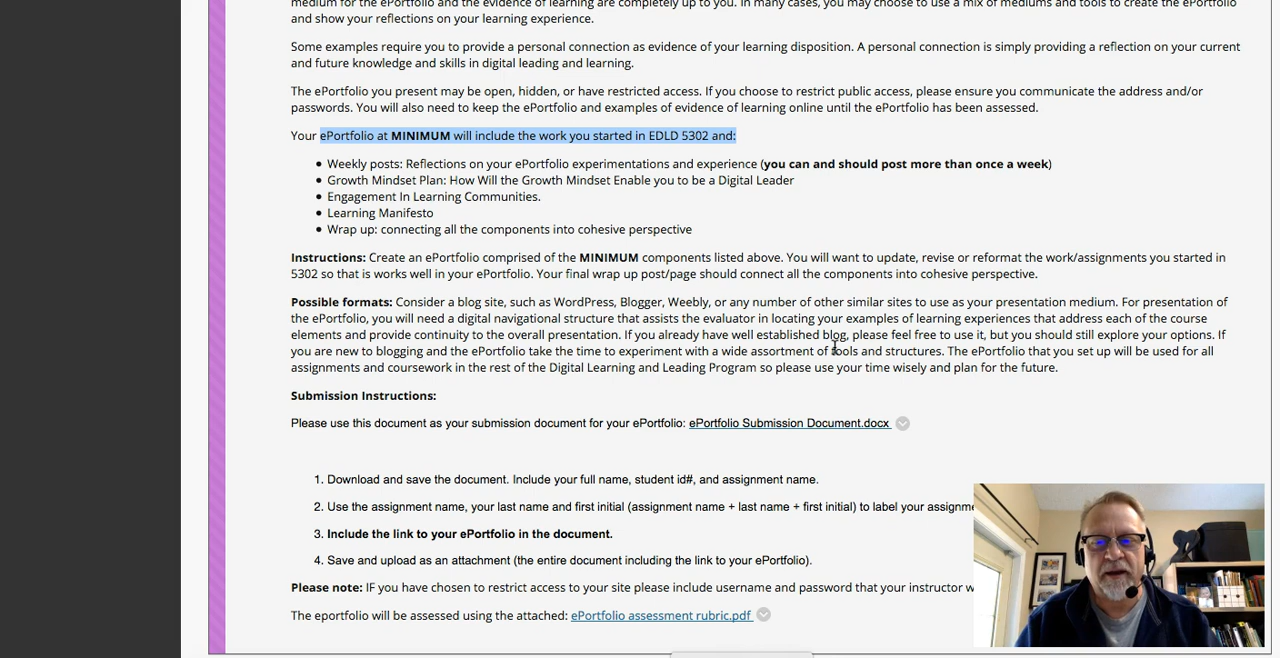 medium for the ePortfolio and the evidence of learning are completely up to you. In many cases, you may choose to use a mix of mediums and tools to create the ePortfolio
and show your reflections on your learning experience.
Some examples require you to provide a personal connection as evidence of your learning disposition. A personal connection is simply providing a reflection on your current
and future knowledge and skills in digital leading and learning.
The ePortfolio you present may be open, hidden, or have restricted access. If you choose to restrict public access, please ensure you communicate the address and/or
passwords. You will also need to keep the ePortfolio and examples of evidence of learning online until the ePortfolio has been assessed.
Your ePortfolio at MINIMUM will include the work you started in EDLD 5302 and:
• Weekly posts: Reflections on your ePortfolio experimentations and experience (you can and should post more than once a week)
• Growth Mindset Plan: How Will the Growth Mindset Enable you to be a Digital Leader
• Engagement In Learning Communities.
• Learning Manifesto
• Wrap up: connecting all the components into cohesive perspective
Instructions: Create an ePortfolio comprised of the MINIMUM components listed above. You will want to update, revise or reformat the work/assignments you started in
5302 so that is works well in your ePortfolio. Your final wrap up post/page should connect all the components into cohesive perspective.
Possible formats: Consider a blog site, such as WordPress, Blogger, Weebly, or any number of other similar sites to use as your presentation medium. For presentation of
the ePortfolio, you will need a digital navigational structure that assists the evaluator in locating your examples of learning experiences that address each of the course
elements and provide continuity to the overall presentation. If you already have well established blog, please feel free to use it, but you should still explore your options. If
you are new to blogging and the ePortfolio take the time to experiment with a wide assortment of tools and structures. The ePortfolio that you set up will be used for all
assignments and coursework in the rest of the Digital Learning and Leading Program so please use your time wisely and plan for the future.
Submission Instructions:
Please use this document as your submission document for your ePortfolio: ePortfolio Submission Document.docx
1. Download and save the document. Include your full name, student id#, and assignment name.
2. Use the assignment name, your last name and first initial (assignment name + last name + first initial) to label your assignme
3. Include the link to your ePortfolio in the document.
4. Save and upload as an attachment (the entire document including the link to your ePortfolio).
Please note: IF you have chosen to restrict access to your site please include username and password that your instructor w
The eportfolio will be assessed using the attached: ePortfolio assessment rubric.pdf